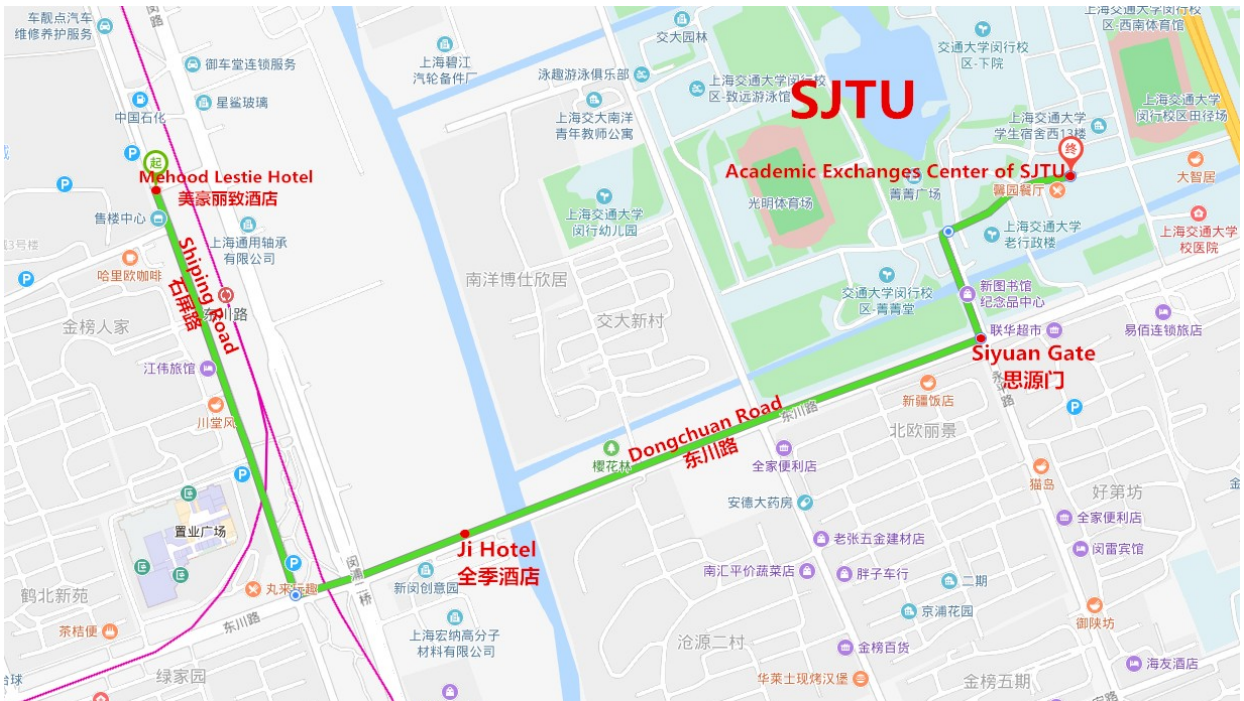 车靓点汽车
维修养护服务
闵路
御车堂连锁服务
星鲨玻璃
中国石化
P
起
Mehood Lestie Hotel
美豪丽致酒店
P
P
售楼中心
上海通用轴承
有限公司
哈里欧咖啡
P
Shiping Road
石屏路
东川路
金榜人家
江伟旅馆
川堂风
P
置业广场
P
丸来玩趣
鹤北新苑
茶桔便
东川路
绿家园
台球
闵浦二桥
上海碧江
汽轮备件厂
交大园林
泳趣游泳俱乐部
上海交大南洋
青年教师公寓
上海交通大学闵行校
区-致远游泳馆
SJTU
交通大学闵行校
区-下院
上海交通大学闵行校
区-西南体育馆
上海交通大学
闵行校区田径场
上海交通大学
学生宿舍西13楼
终
Academic Exchanges Center of SJTU
馨园餐厅
大智居
上海交通大学
闵行幼儿园
光明体育场
菁菁广场
上海交通大学
老行政楼
上海交通大学
校医院
南洋博仕欣居
交大新村
交通大学闵行校
区-菁菁堂
新图书馆
纪念品中心
联华超市
易佰连锁旅店
Siyuan Gate
思源门
永平路
P
新疆饭店
北欧丽景
Dongchuan Road
东川路
东川路
樱花林
全家便利店
猫岛
好第坊
安德大药房
全家便利店
Ji Hotel
全季酒店
老张五金建材店
闵雷宾馆
新闵创意园
南汇平价蔬菜店
胖子车行
二期
京浦花园
御陕坊
上海宏纳高分子
材料有限公司
沧源二村
金榜百货
海友酒店
华莱士现烤汉堡
金榜五期